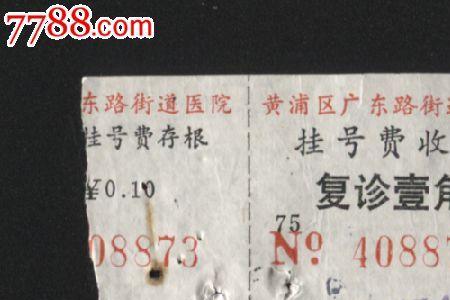 7788.com
东路街道医院
挂号费存根
¥0.10
08873
黄浦区广东路街道
挂号费收
复诊壹角
75
№ 40887